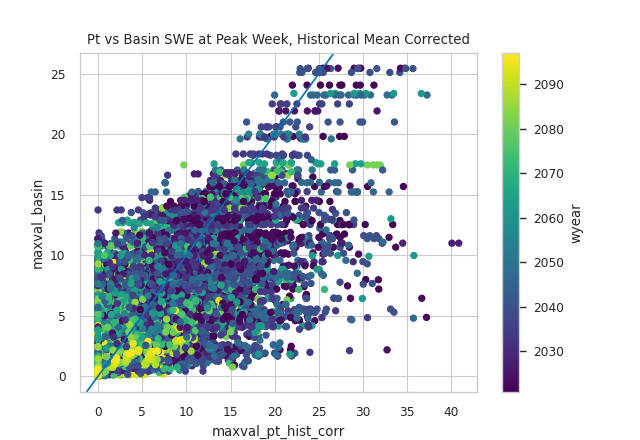 Pt vs Basin SWE at Peak Week, Historical Mean Corrected
25
20
15
10
5
0
maxval_basin
0 5 10 15 20 25 30 35 40
maxval_pt_hist_corr
2090
2080
2070
2060
2050
2040
2030
wyear